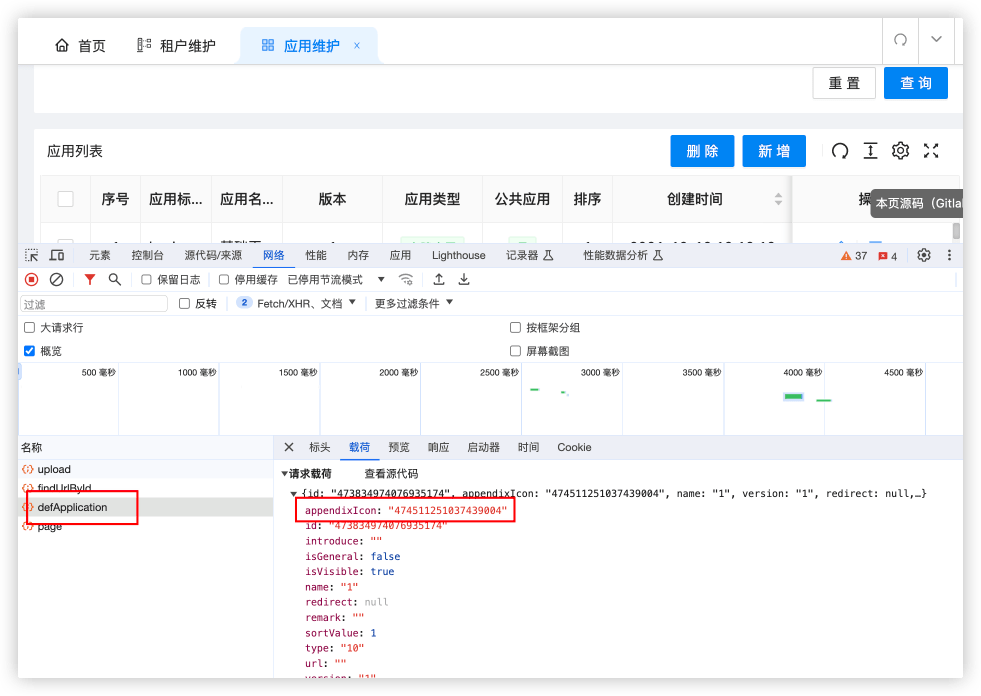 首页 租户维护 应用维护 ×
重置 查询
应用列表 删除 新增
序号 应用标... 应用名... 版本 应用类型 公共应用 排序 创建时间 操
本页源码（Gitlab
元素 控制台 源代码/来源 网络 性能 内存 应用 Lighthouse 记录器 性能数据分析 37 4
保留日志 停用缓存 已停用节流模式
过滤 反转 2 Fetch/XHR、文档 更多过滤条件
大请求行 按框架分组
概览 屏幕截图
500 毫秒 1000 毫秒 1500 毫秒 2000 毫秒 2500 毫秒 3000 毫秒 3500 毫秒 4000 毫秒 4500 毫秒
名称 标头 载荷 预览 响应 启动器 时间 Cookie
upload
findUrlById
defApplication
page
请求载荷 查看源代码
{id: "473834974076935174", appendixIcon: "474511251037439004", name: "1", version: "1", redirect: null,…}
appendixIcon: "474511251037439004"
id: "473834974076935174"
introduce: ""
isGeneral: false
isVisible: true
name: "1"
redirect: null
remark: ""
sortValue: 1
type: "10"
url: ""
version: "1"